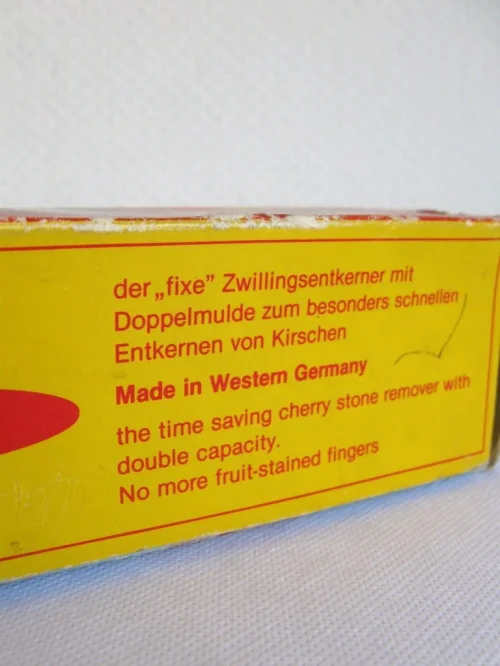 der „fixe” Zwillingsentkerner mit
Doppelmulde zum besonders schnellen
Entkernen von Kirschen
Made in Western Germany
the time saving cherry stone remover with
double capacity.
No more fruit-stained fingers